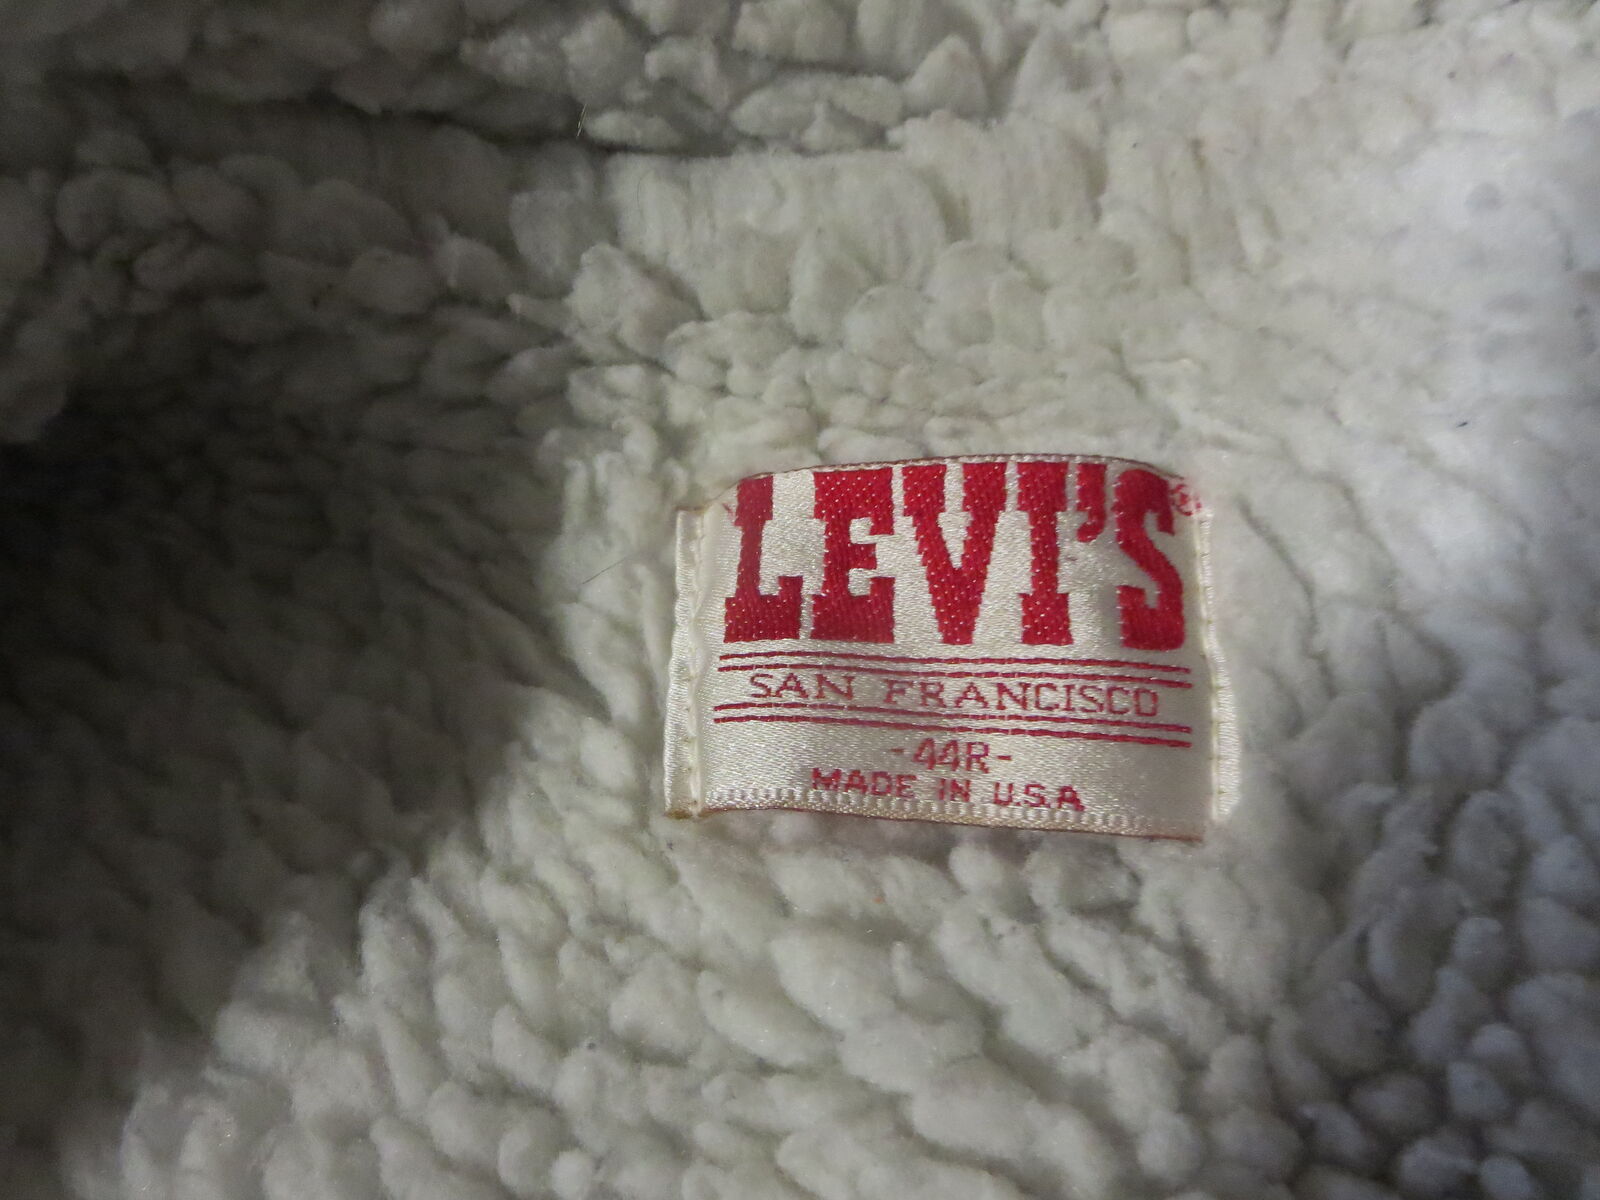 LEVI'S®
SAN FRANCISCO
-44R-
MADE IN U.S.A